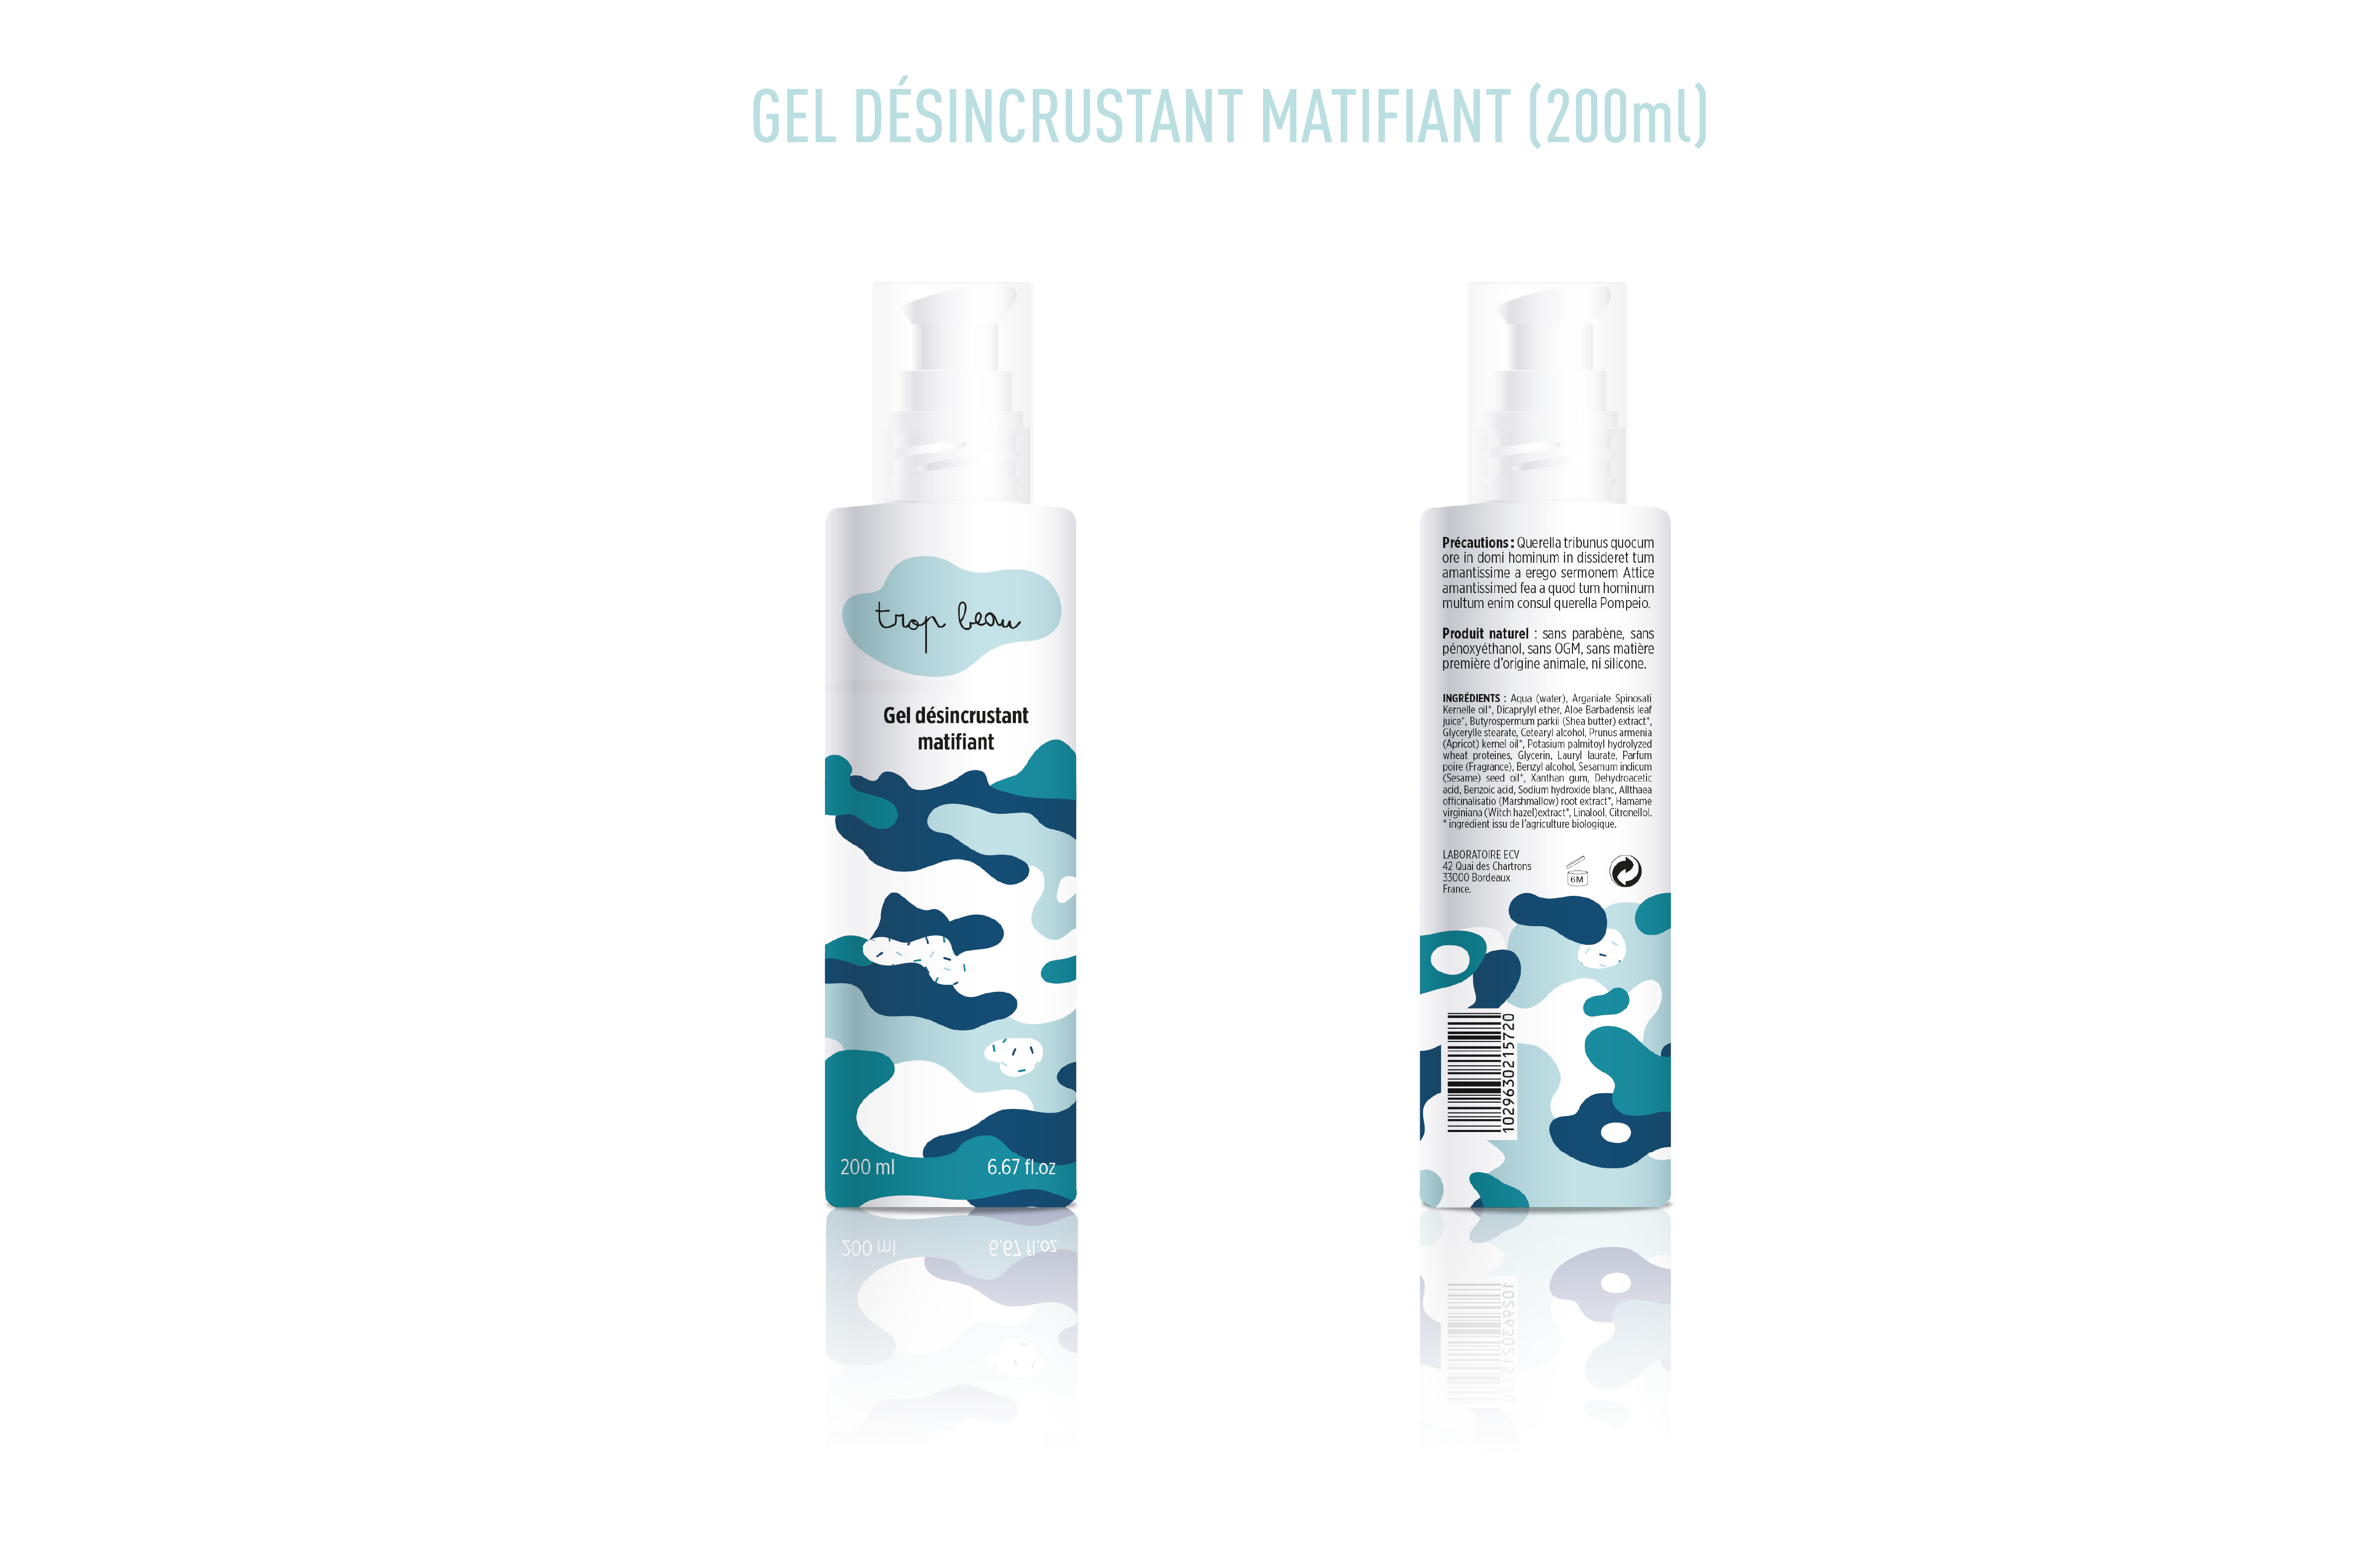 GEL DÉSINCRUSTANT MATIFIANT (200ml)
trop beau
Gel désincrustant
matifiant
200 ml
6.67 fl.oz
Précautions : Querella tribunus quocum
ore in domi hominum in dissideret tum
amantissime a erego sermonem Attice
amantissimed fea a quod tum hominum
multum enim consul querella Pompeio.
Produit naturel : sans parabène, sans
pénoxyéthanol, sans OGM, sans matière
première d'origine animale, ni silicone.
INGRÉDIENTS : Aqua (water), Arganiate Spinosati
Kernelle oil*, Dicaprylyl ether, Aloe Barbadensis leaf
juice*, Butyrospermum parkii (Shea butter) extract*,
Glycerylle stearate, Cetearyl alcohol, Prunus armenia
(Apricot) kernel oil*, Potasium palmitoyl hydrolyzed
wheat proteines, Glycerin, Lauryl laurate, Parfum
poire (Fragrance), Benzyl alcohol, Sesamum indicum
(Sesame) seed oil*, Xanthan gum, Dehydroacetic
acid, Benzoic acid, Sodium hydroxide blanc, Allthaea
officinalisatio (Marshmallow) root extract*, Hamame
virginiana (Witch hazel)extract*, Linalool, Citronellol.
* ingrédient issu de l'agriculture biologique.
LABORATOIRE ECV
42 Quai des Chartrons
33000 Bordeaux
France.
6M
1029630215720